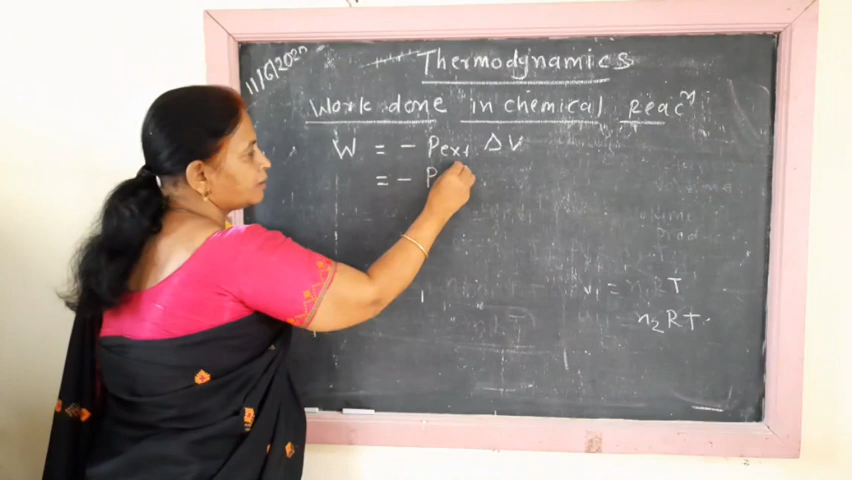 11/6/2020
Thermodynamics
Work done in chemical Reacⁿ
W = - Pext ΔV
= - P
V1 = n1RT
n2RT.